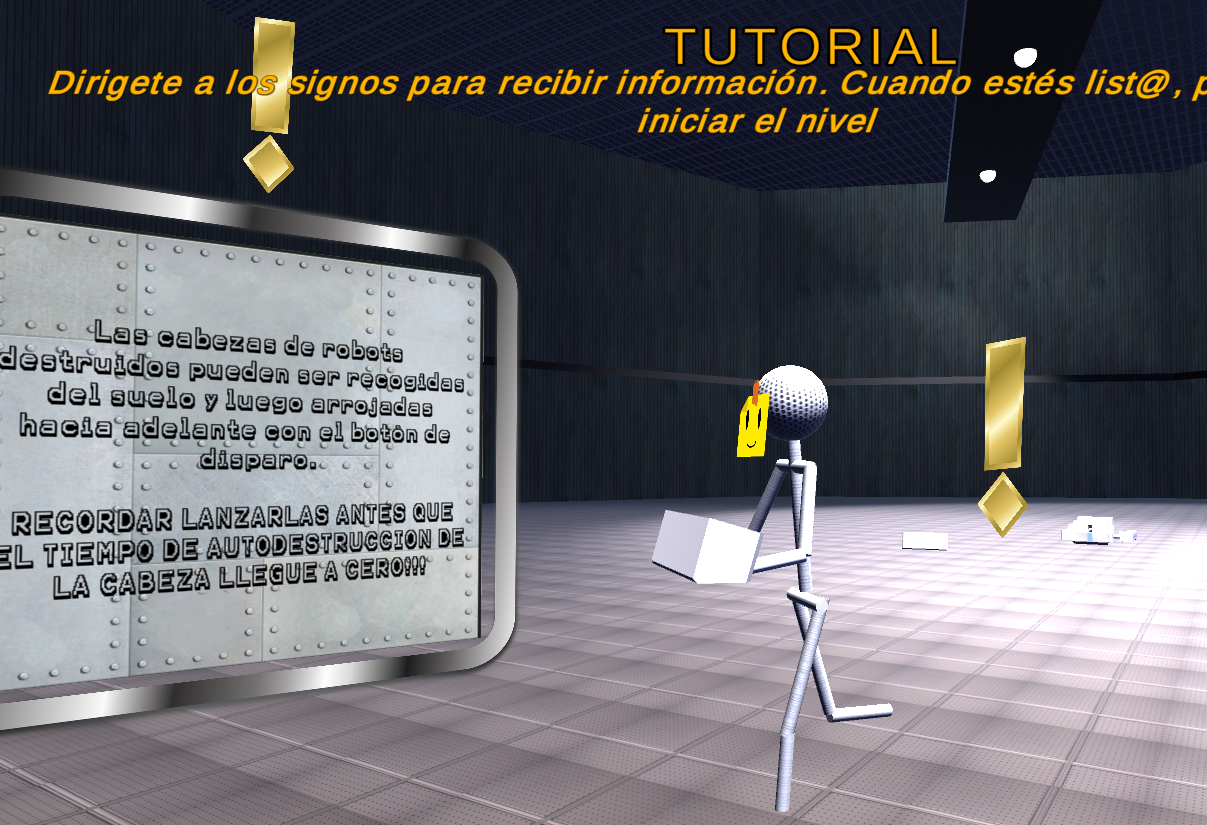 TUTORIAL
Dirigete a los signos para recibir información. Cuando estés list@, p
iniciar el nivel
Las cabezas de robots
destruidos pueden ser recogidas
del suelo y luego arrojadas
hacia adelante con el botòn de
disparo.
RECORDAR LANZARLAS ANTES QUE
EL TIEMPO DE AUTODESTRUCCION DE
LA CABEZA LLEGUE A CERO!!!